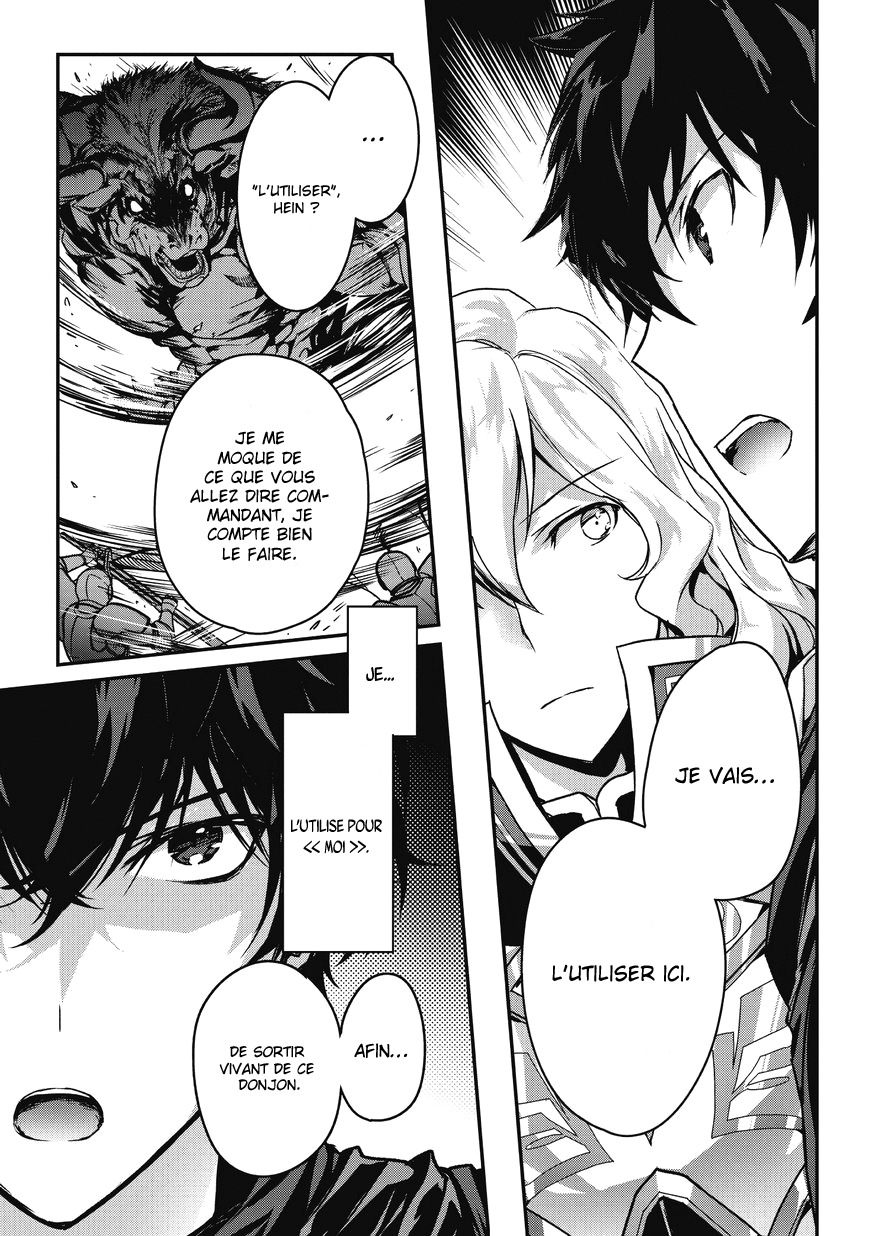 JE VAIS...
L'UTILISER ICI.
...
"L'UTILISER",
HEIN ?
JE ME
MOQUE DE
CE QUE VOUS
ALLEZ DIRE COM-
MANDANT, JE
COMPTE BIEN
LE FAIRE.
JE...
L'UTILISE POUR
<< MOI >>.
AFIN...
DE SORTIR
VIVANT DE CE
DONJON.